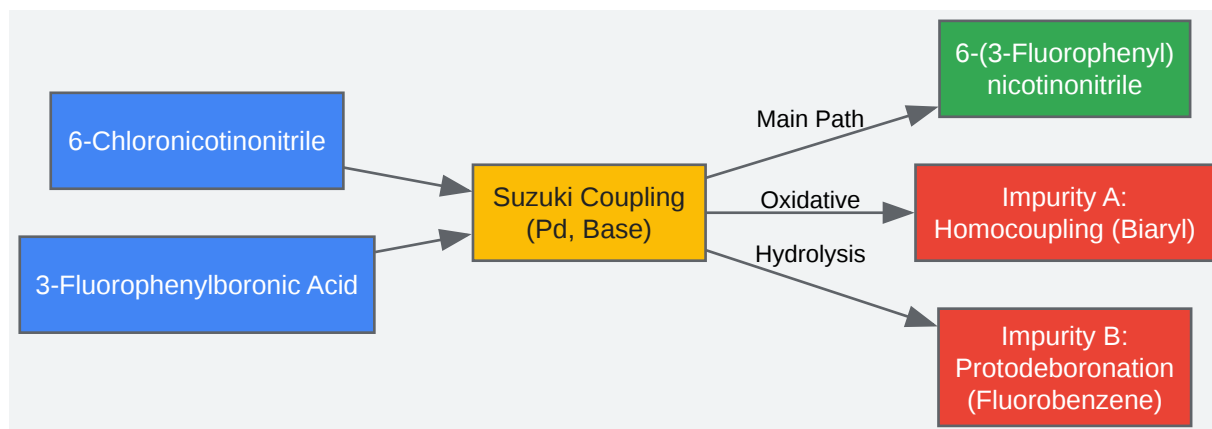 6-Chloronicotinonitrile
3-Fluorophenylboronic Acid
Suzuki Coupling
(Pd, Base)
Main Path
Oxidative
Hydrolysis
6-(3-Fluorophenyl)
nicotinonitrile
Impurity A:
Homocoupling (Biaryl)
Impurity B:
Protodeboronation
(Fluorobenzene)